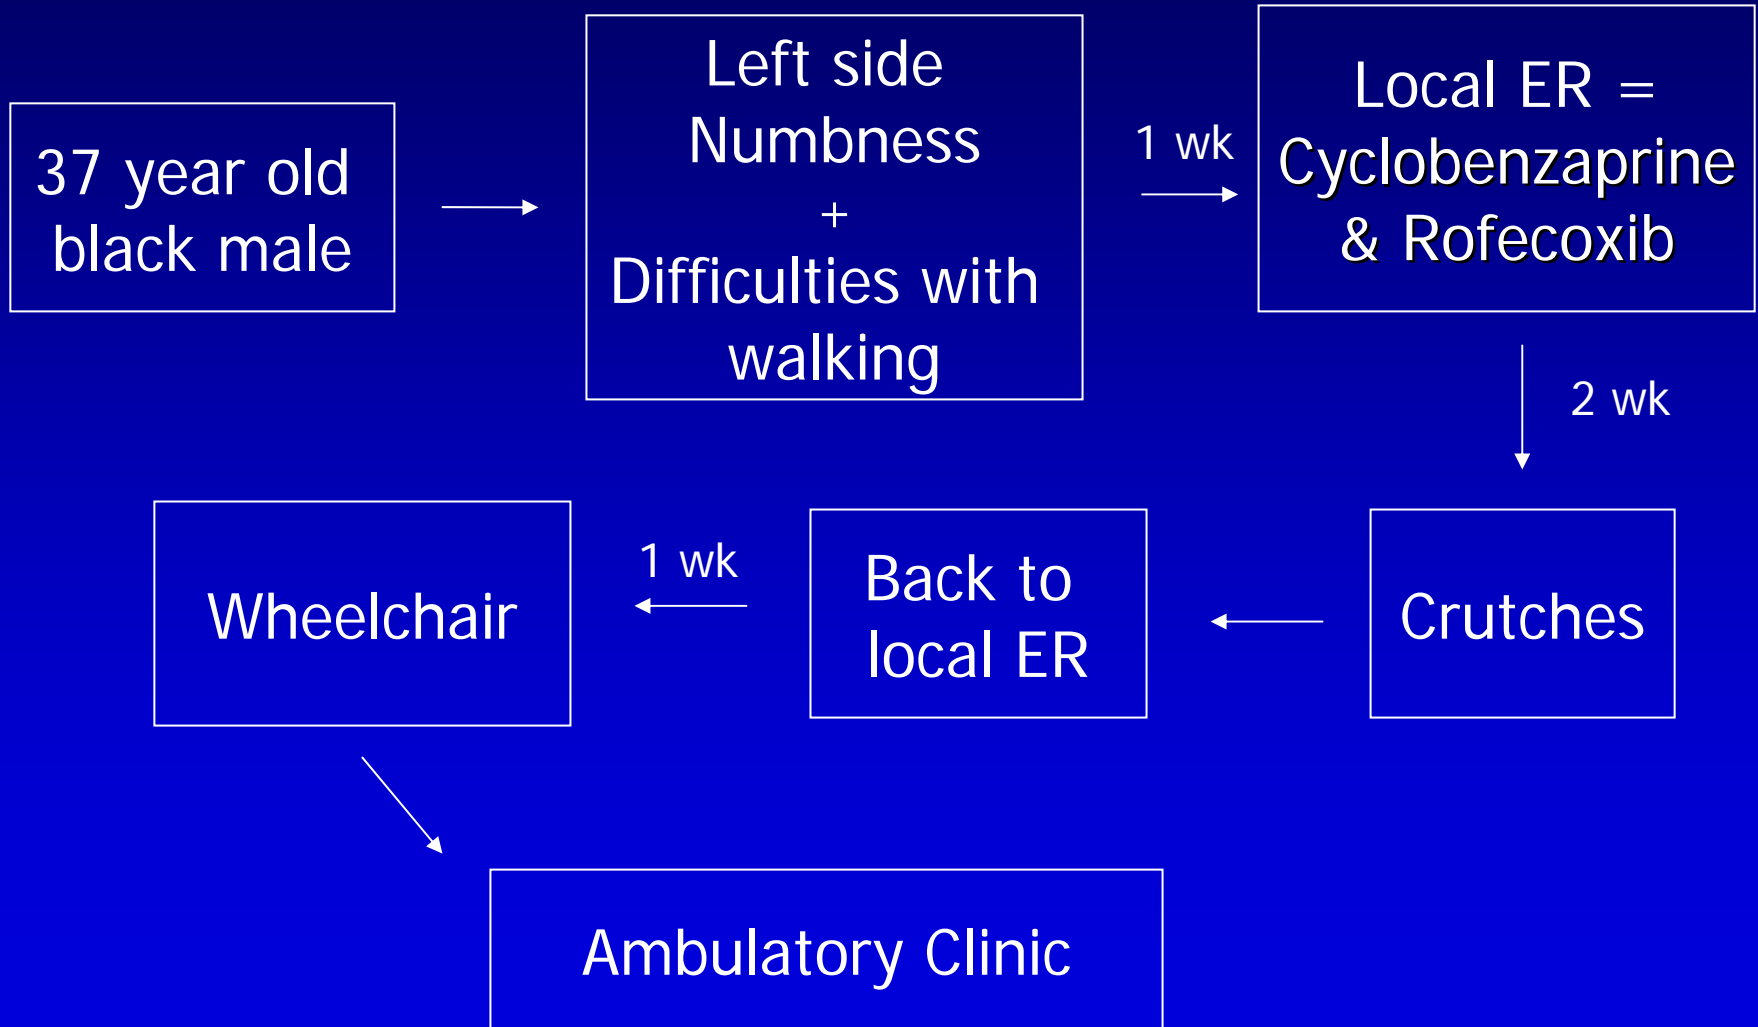 37 year old
black male
Left side
Numbness
+
Difficulties with
walking
1 wk
Local ER =
Cyclobenzaprine
& Rofecoxib
2 wk
Crutches
Back to
local ER
1 wk
Wheelchair
Ambulatory Clinic